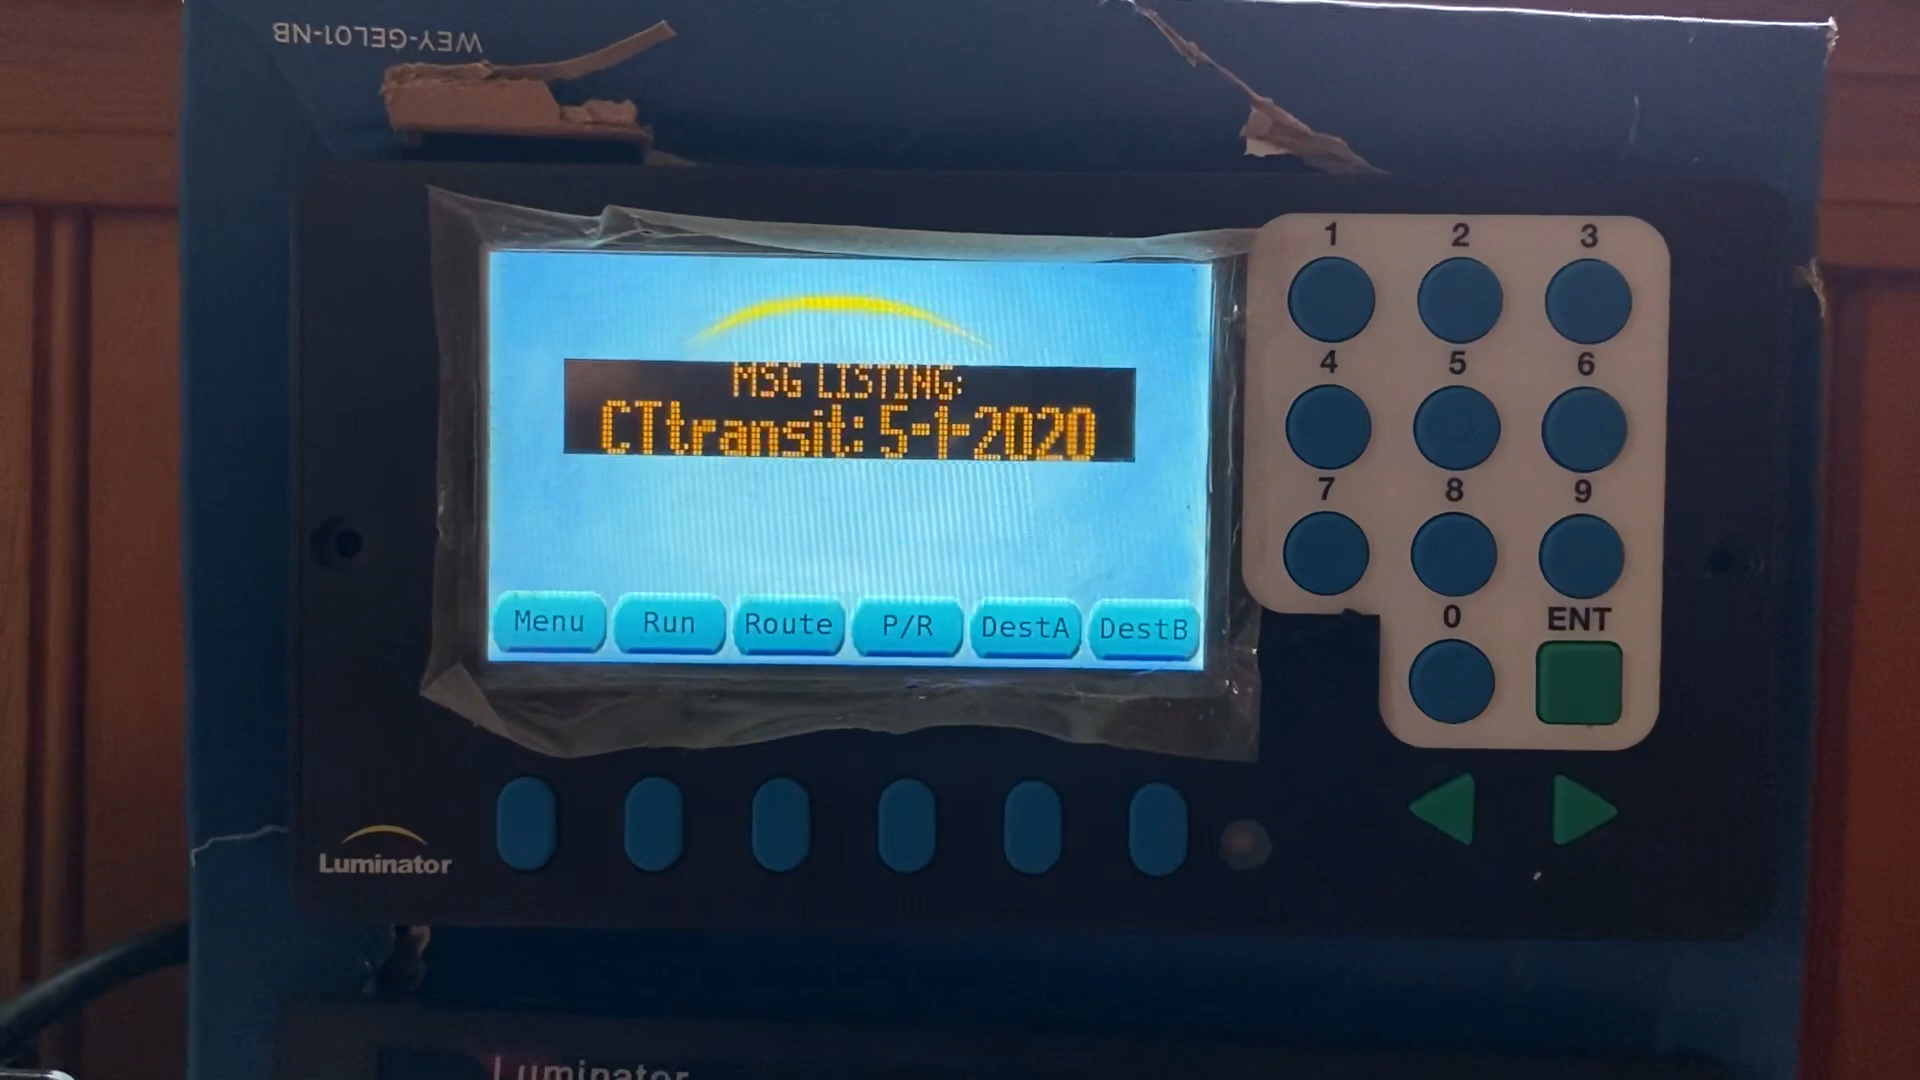 WEY-GEL01-NB
MSG LISTING:
CTtransit: 5-1-2020
Menu Run Route P/R DestA DestB
1 2 3
4 5 6
7 8 9
0 ENT
Luminator
Luminator